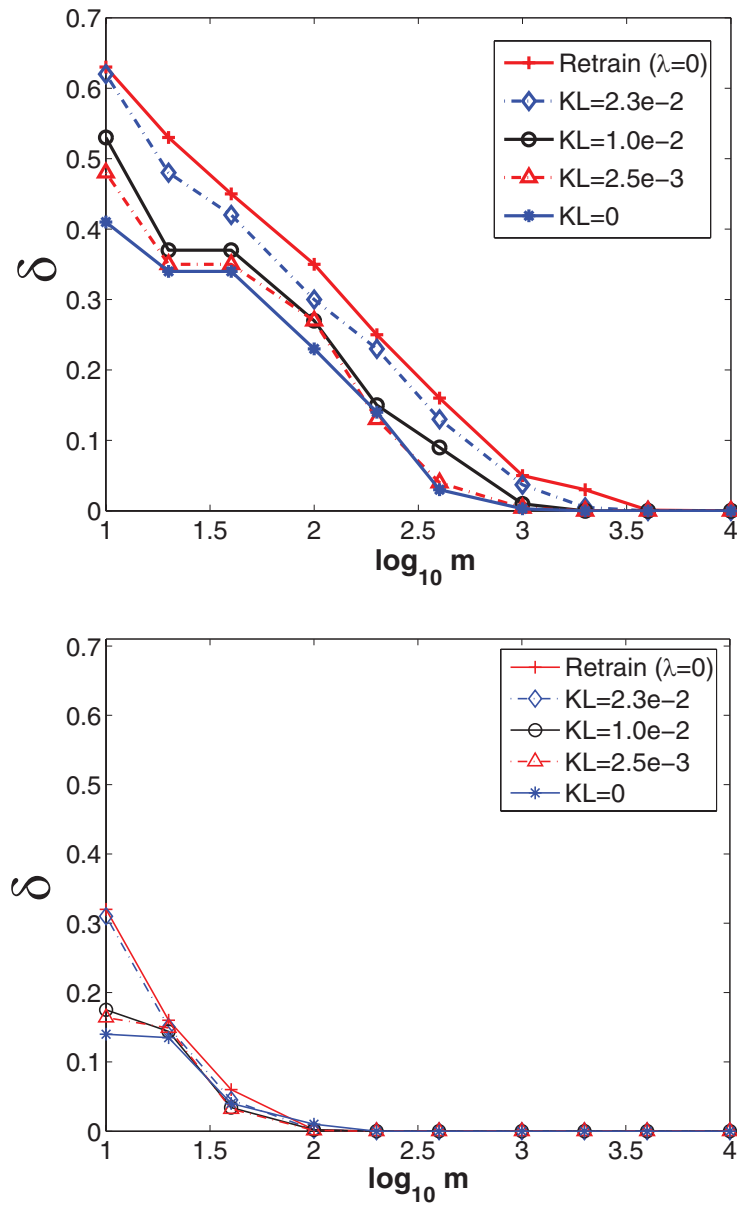 0.7
0.6
0.5
0.4
0.3
0.2
0.1
0
δ
Retrain (λ=0)
KL=2.3e−2
KL=1.0e−2
KL=2.5e−3
KL=0
1 1.5 2 2.5 3 3.5 4
log10 m
0.7
0.6
0.5
0.4
0.3
0.2
0.1
0
δ
Retrain (λ=0)
KL=2.3e−2
KL=1.0e−2
KL=2.5e−3
KL=0
1 1.5 2 2.5 3 3.5 4
log10 m